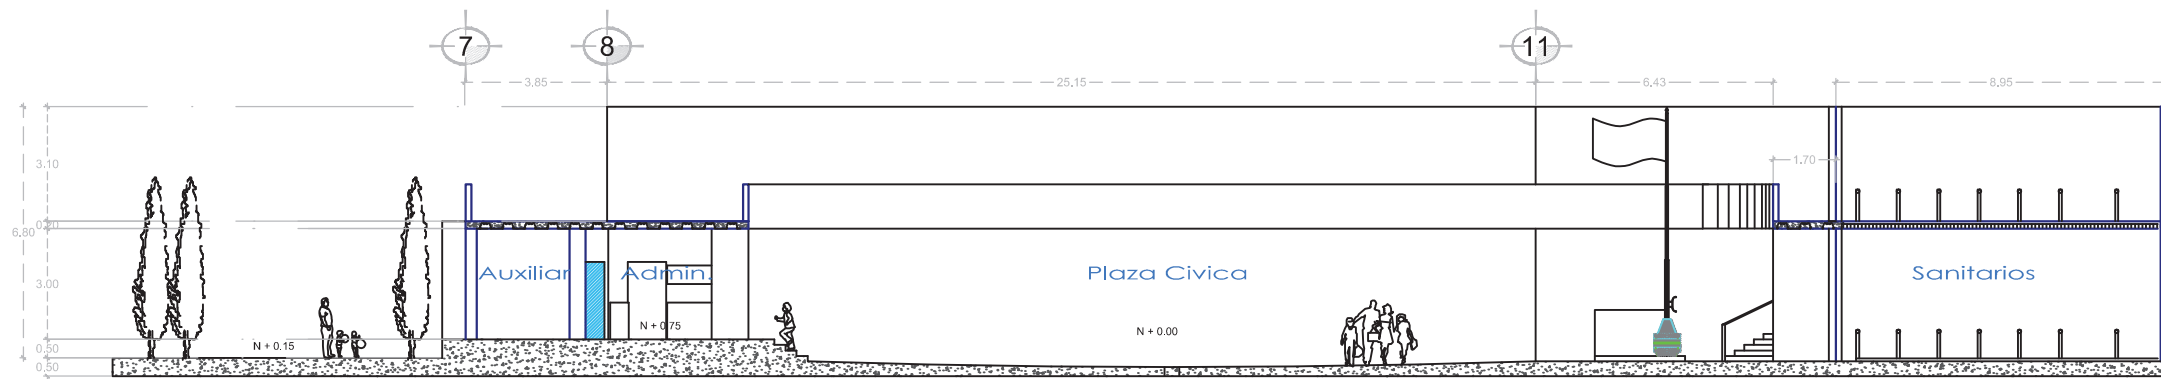 7
8
11
3.85
25.15
6.43
8.95
3.10
1.70
0.20
6.80
Auxiliar
Admin.
Plaza Civica
Sanitarios
3.00
N + 0.75
N + 0.00
N + 0.15
0.50
0.50